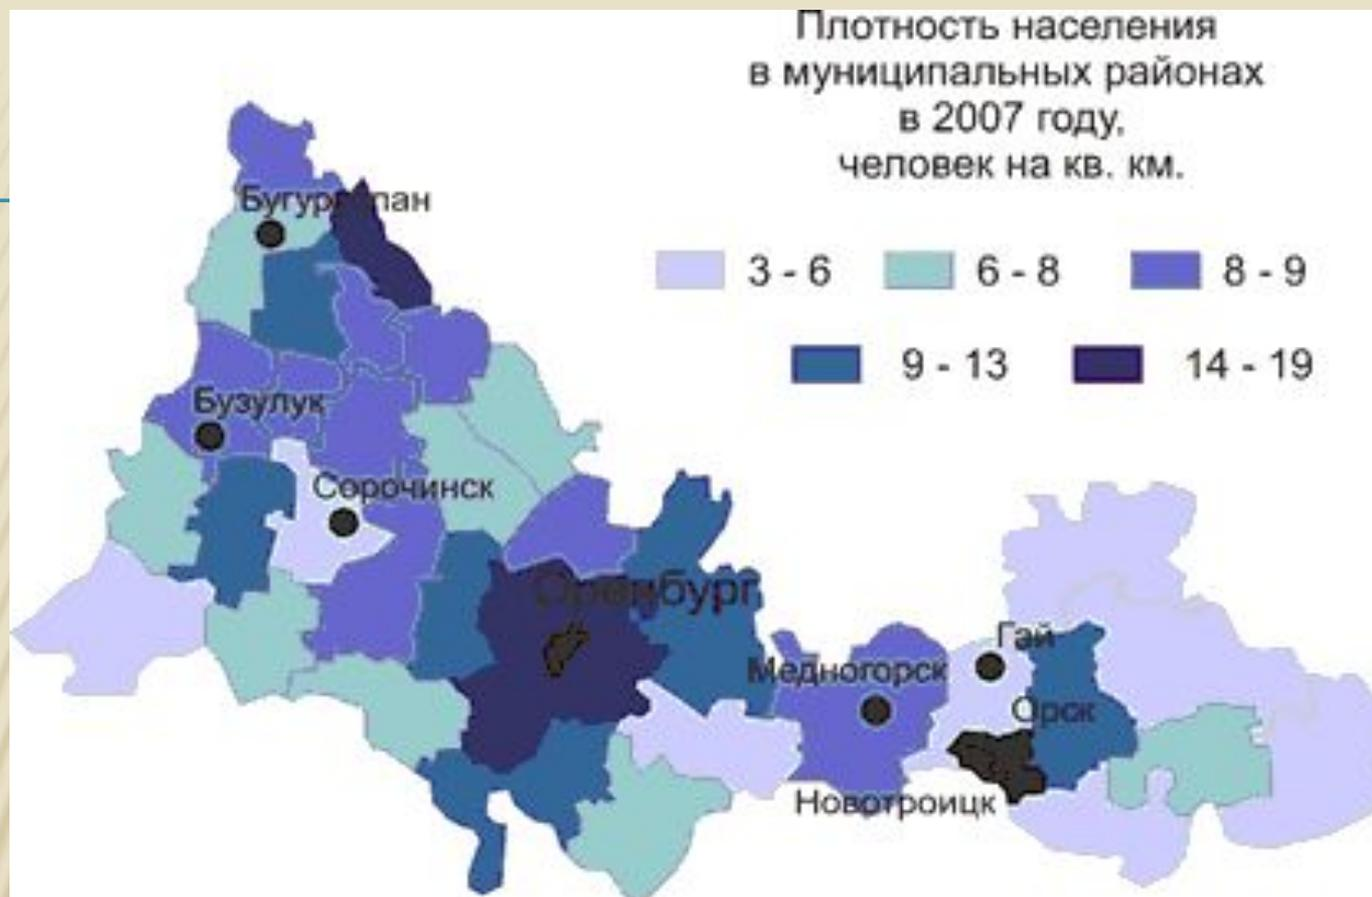 Плотность населения
в муниципальных районах
в 2007 году,
человек на кв. км.
3 - 6
6 - 8
8 - 9
9 - 13
14 - 19
Бузулук
Сорочинск
Оренбург
Медногорск
Гай
Орск
Новотроицк